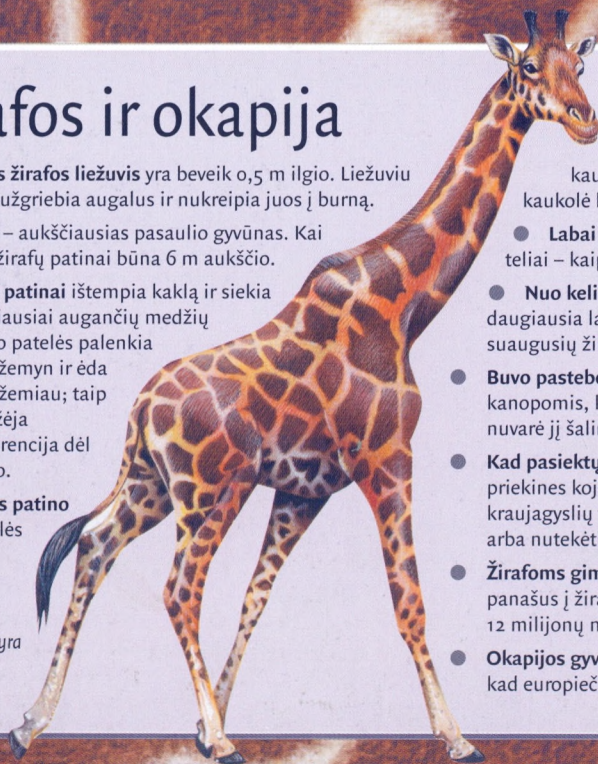 afos ir okapija
s žirafos liežuvis yra beveik 0,5 m ilgio. Liežuviu
užgriebia augalus ir nukreipia juos į burną.
– aukščiausias pasaulio gyvūnas. Kai
žirafų patinai būna 6 m aukščio.
patinai ištempia kaklą ir siekia
lausiai augančių medžių
o patelės palenkia
žemyn ir ėda
žemiau; taip
žėja
rencija dėl
o.
s patino
lės
yra
kau
kaukolė
Labai
teliai – kaip
Nuo keli
daugiausia la
suaugusių ži
Buvo pastebė
kanopomis,
nuvarė jį šalin
Kad pasiektų
priekines koj
kraujagyslių
arba nutekėt
Žirafoms gim
panašus į žira
12 milijonų m
Okapijos gyv
kad europieč